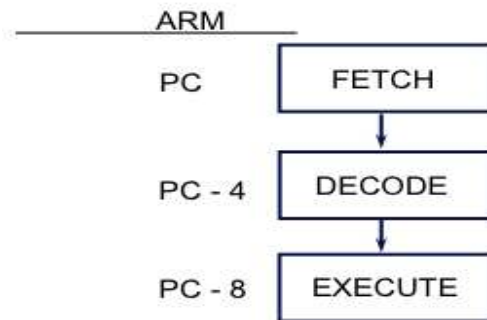 ARM
PC FETCH
PC - 4 DECODE
PC - 8 EXECUTE